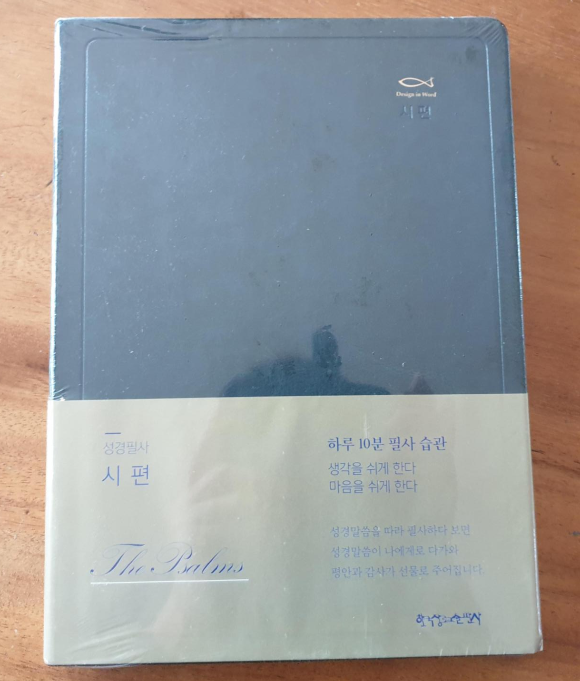 Design in Word
시편
성경필사
시편
하루 10분 필사 습관
생각을 쉬게 한다
마음을 쉬게 한다
성경말씀을 따라 필사하다 보면
성경말씀이 나에게로 다가와
평안과 감사가 선물로 주어집니다.
The Psalms